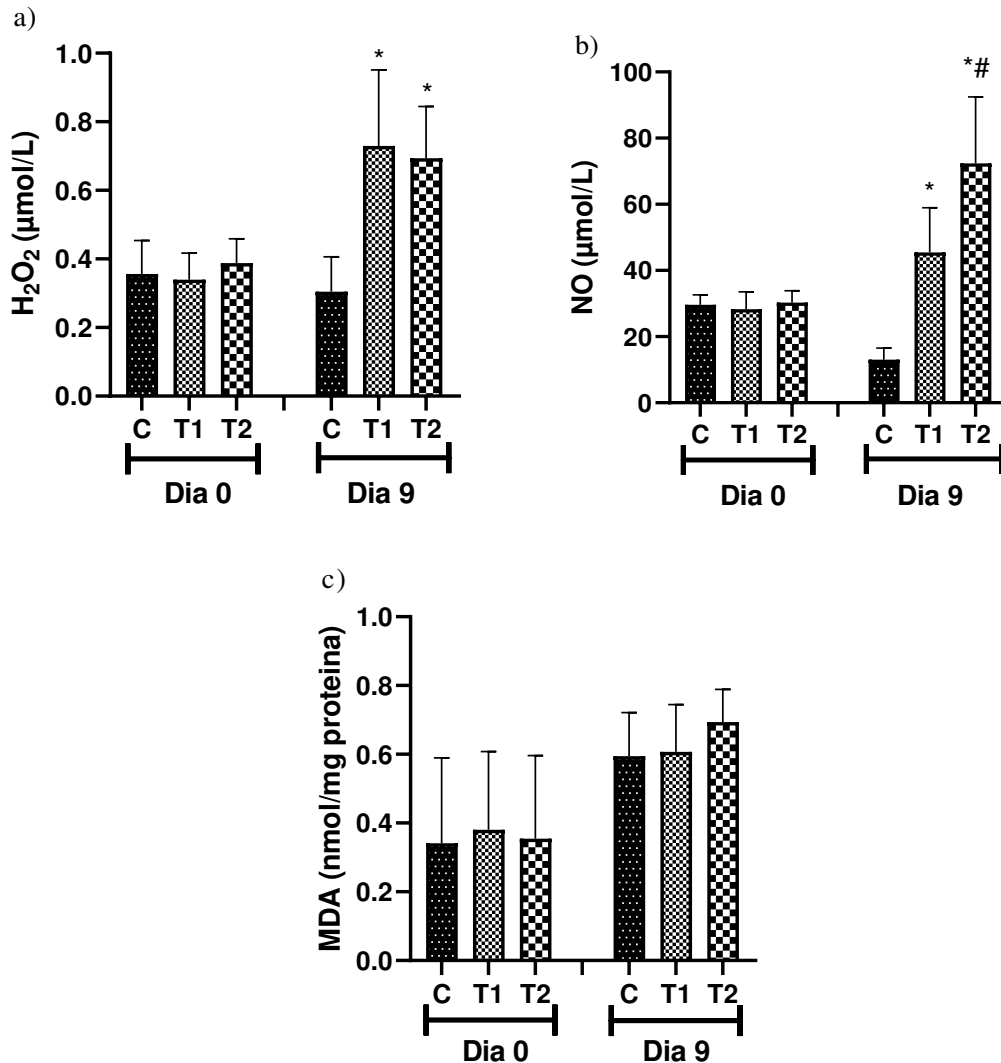 a)
H₂O₂ (µmol/L)
1.0
0.8
0.6
0.4
0.2
0.0
*
*
C T1 T2 C T1 T2
Dia 0 Dia 9
b)
NO (µmol/L)
100
80
60
40
20
0
*
*#
C T1 T2 C T1 T2
Dia 0 Dia 9
c)
MDA (nmol/mg proteina)
1.0
0.8
0.6
0.4
0.2
0.0
C T1 T2 C T1 T2
Dia 0 Dia 9